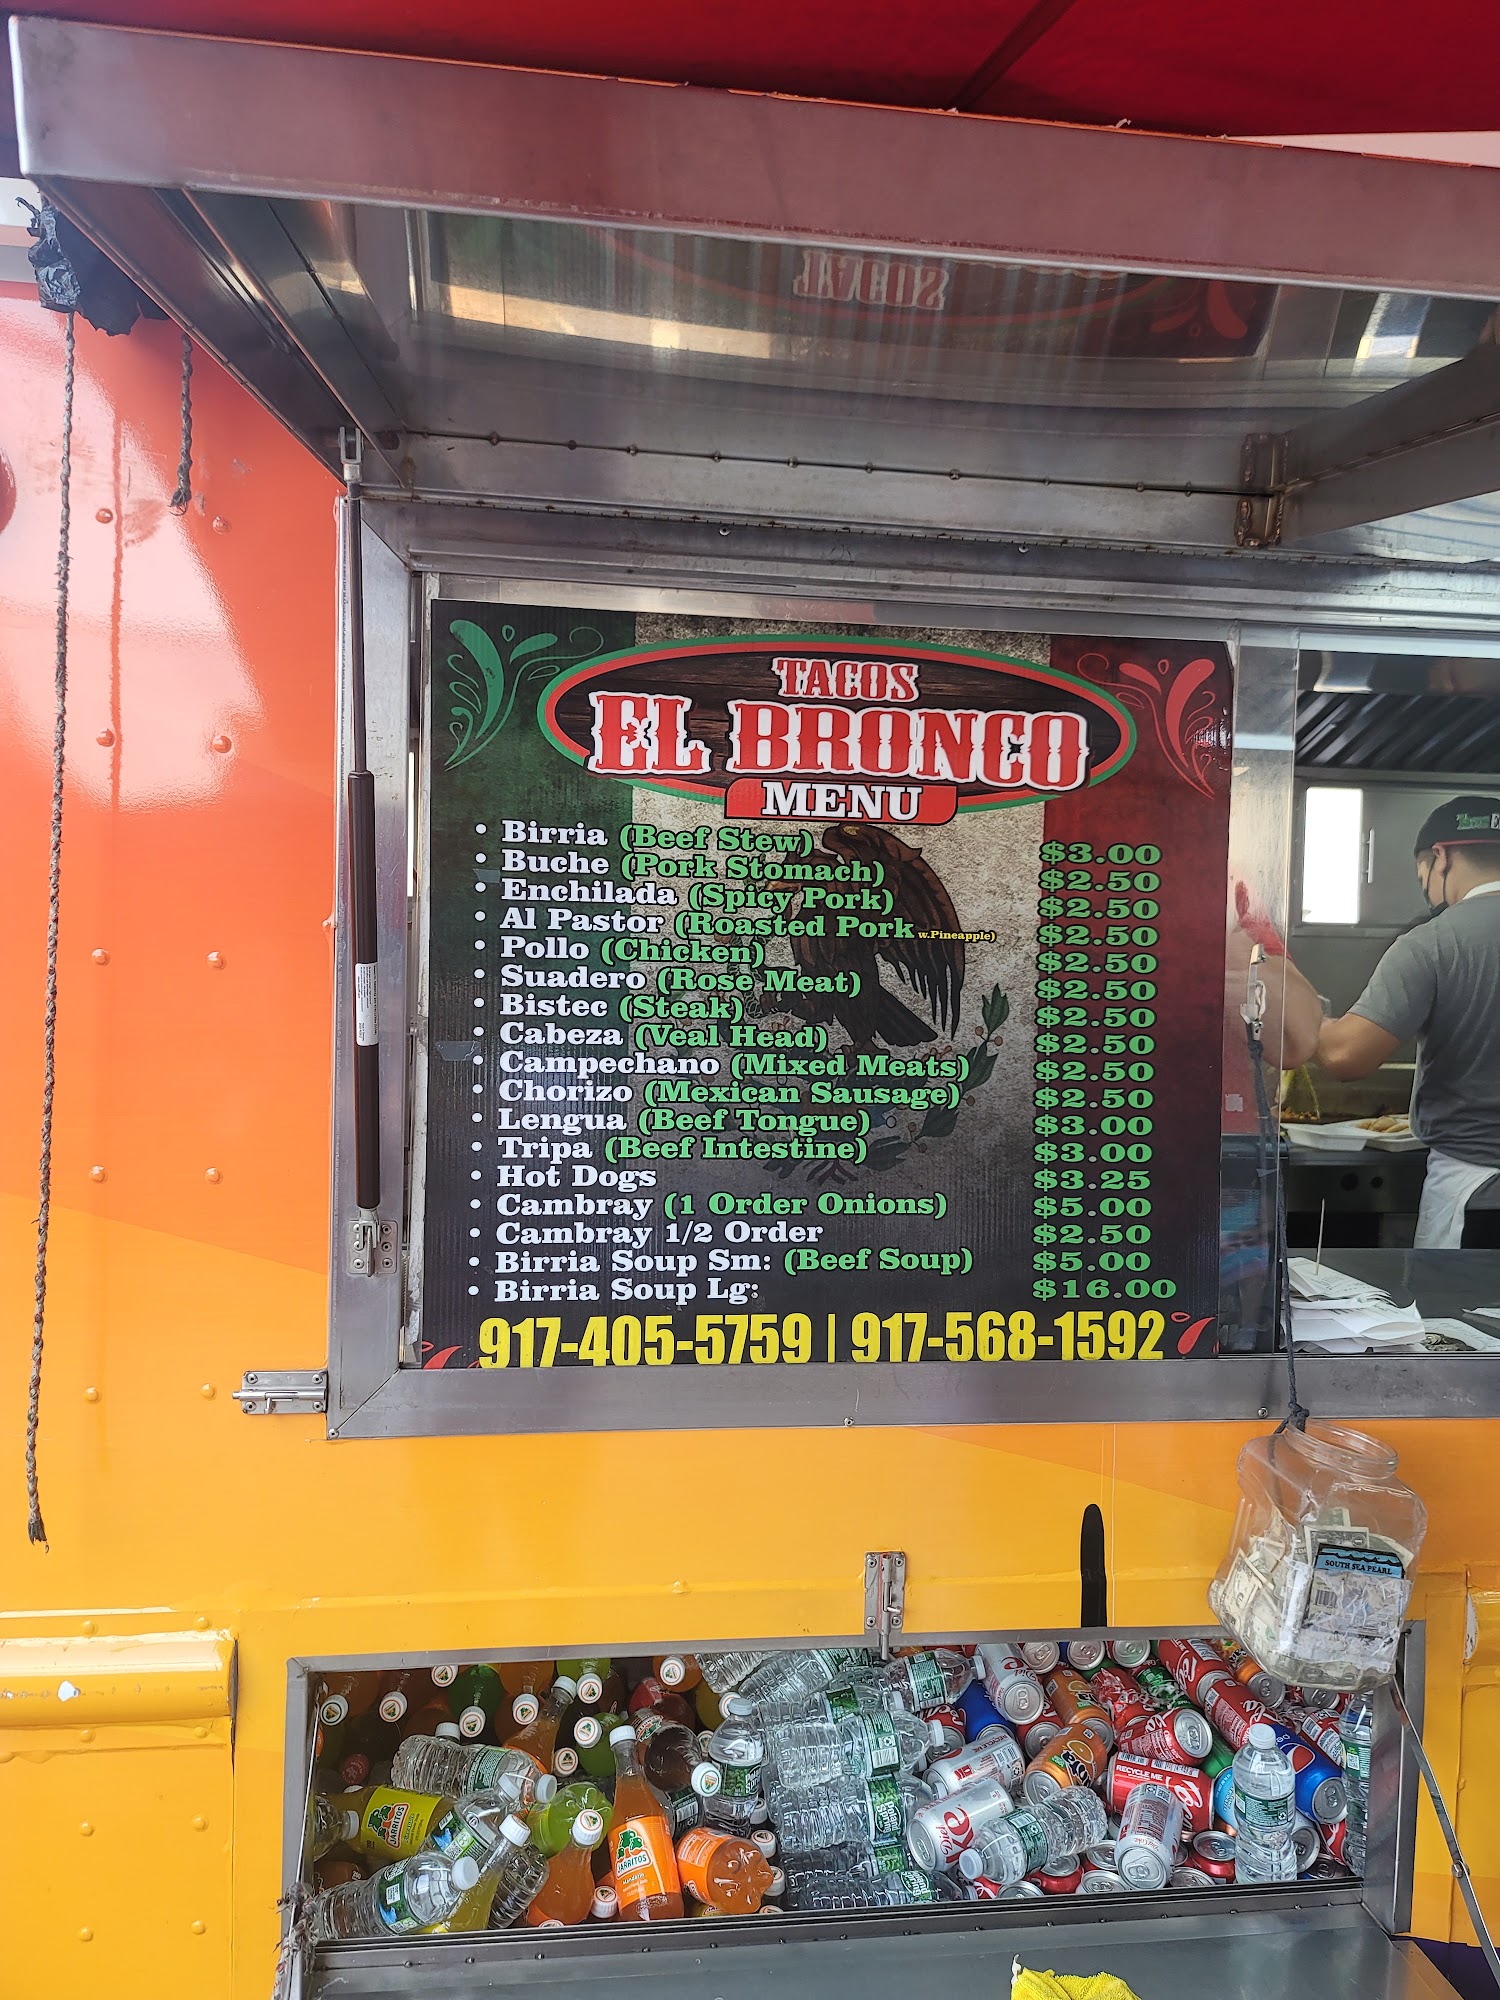 TACOS
EL BRONCO
MENU
• Birria (Beef Stew) $3.00
• Buche (Pork Stomach) $2.50
• Enchilada (Spicy Pork) $2.50
• Al Pastor (Roasted Pork w.Pineapple) $2.50
• Pollo (Chicken) $2.50
• Suadero (Rose Meat) $2.50
• Bistec (Steak) $2.50
• Cabeza (Veal Head) $2.50
• Campechano (Mixed Meats) $2.50
• Chorizo (Mexican Sausage) $2.50
• Lengua (Beef Tongue) $3.00
• Tripa (Beef Intestine) $3.00
• Hot Dogs $3.25
• Cambray (1 Order Onions) $5.00
• Cambray 1/2 Order $2.50
• Birria Soup Sm: (Beef Soup) $5.00
• Birria Soup Lg: $16.00
917-405-5759 | 917-568-1592
SOUTH SEA PEARL
RECYCLE ME
JARRITOS
JARRITOS
MANDARIN
Diet